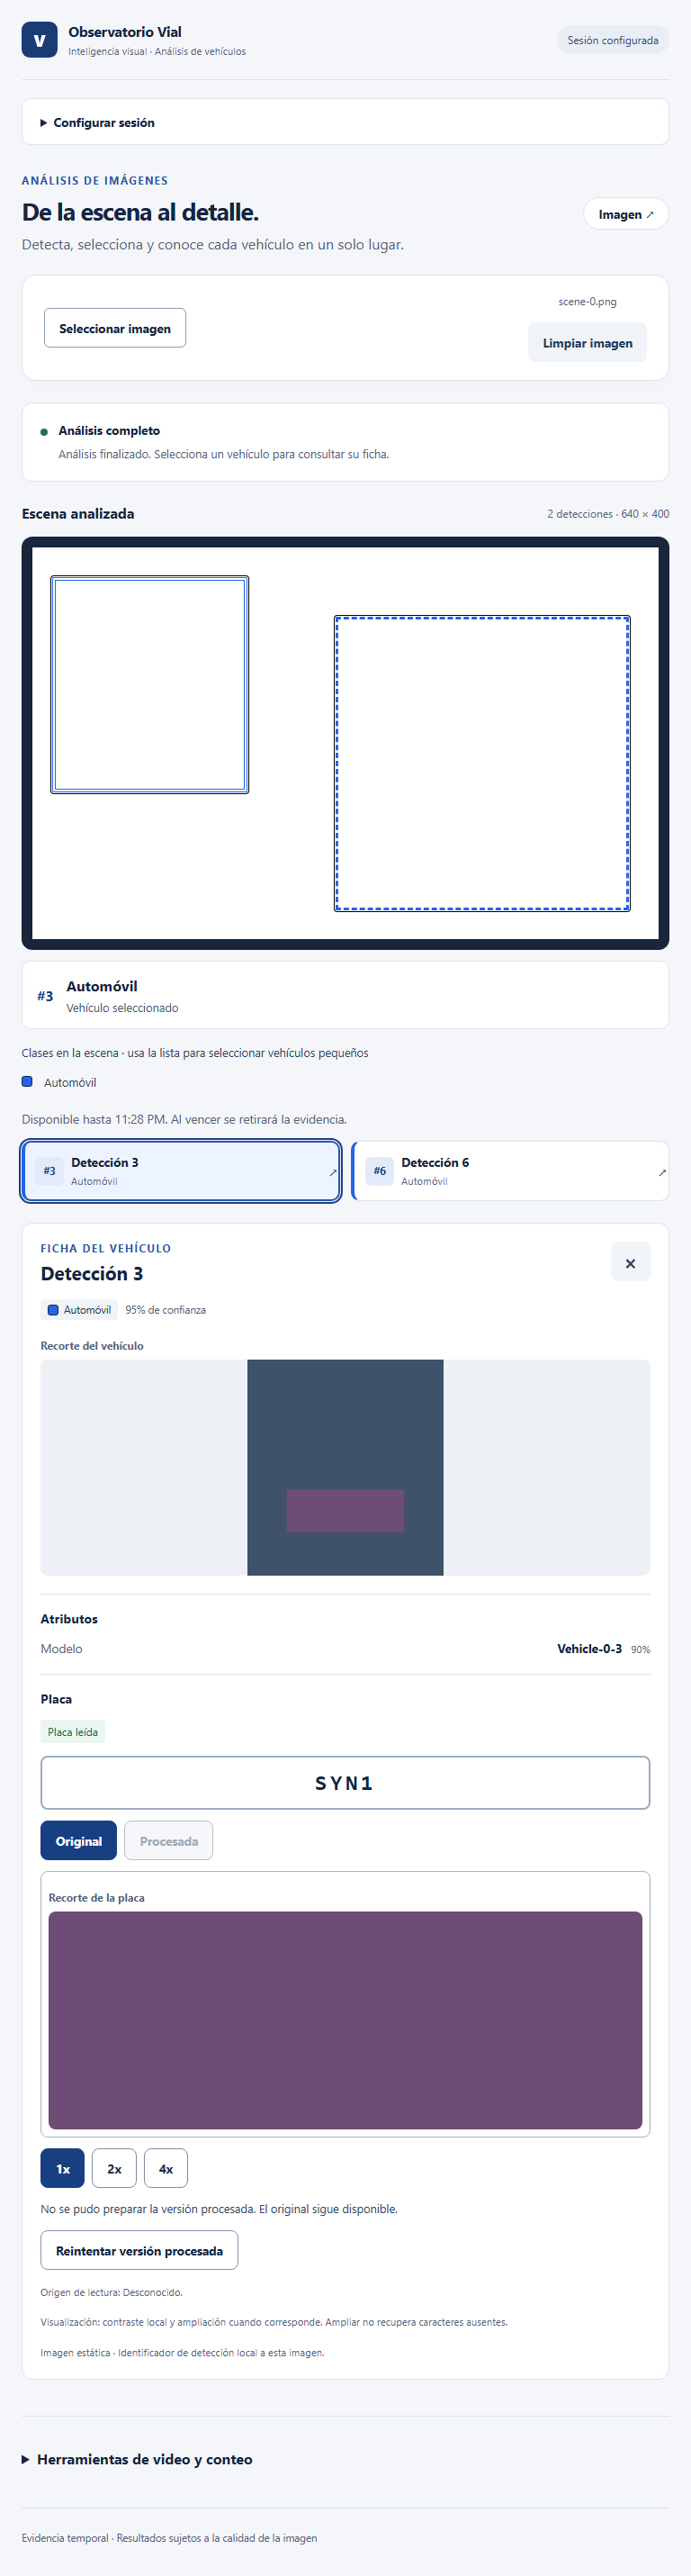 V
Observatorio Vial
Inteligencia visual · Análisis de vehículos
Sesión configurada
▶ Configurar sesión
ANÁLISIS DE IMÁGENES
De la escena al detalle.
Imagen ↗
Detecta, selecciona y conoce cada vehículo en un solo lugar.
Seleccionar imagen
scene-0.png
Limpiar imagen
Análisis completo
Análisis finalizado. Selecciona un vehículo para consultar su ficha.
Escena analizada
2 detecciones · 640 × 400
#3
Automóvil
Vehículo seleccionado
Clases en la escena · usa la lista para seleccionar vehículos pequeños
Automóvil
Disponible hasta 11:28 PM. Al vencer se retirará la evidencia.
#3
Detección 3
Automóvil
↗
#6
Detección 6
Automóvil
↗
FICHA DEL VEHÍCULO
Detección 3
×
Automóvil
95% de confianza
Recorte del vehículo
Atributos
Modelo
Vehicle-0-3 90%
Placa
Placa leída
SYN1
Original
Procesada
Recorte de la placa
1x
2x
4x
No se pudo preparar la versión procesada. El original sigue disponible.
Reintentar versión procesada
Origen de lectura: Desconocido.
Visualización: contraste local y ampliación cuando corresponde. Ampliar no recupera caracteres ausentes.
Imagen estática · Identificador de detección local a esta imagen.
▶ Herramientas de video y conteo
Evidencia temporal · Resultados sujetos a la calidad de la imagen